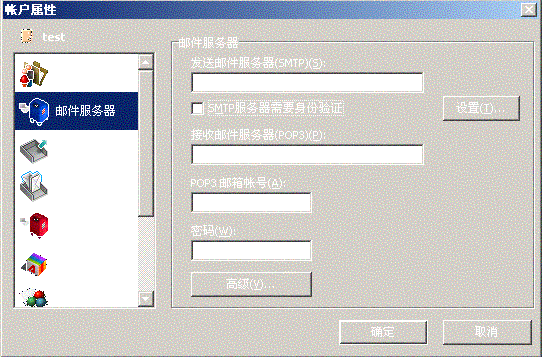 帐户属性
test
邮件服务器
邮件服务器
发送邮件服务器(SMTP)(S):
SMTP服务器需要身份验证
设置(T)...
接收邮件服务器(POP3)(P):
POP3 邮箱帐号(A):
密码(W):
高级(V)...
确定
取消